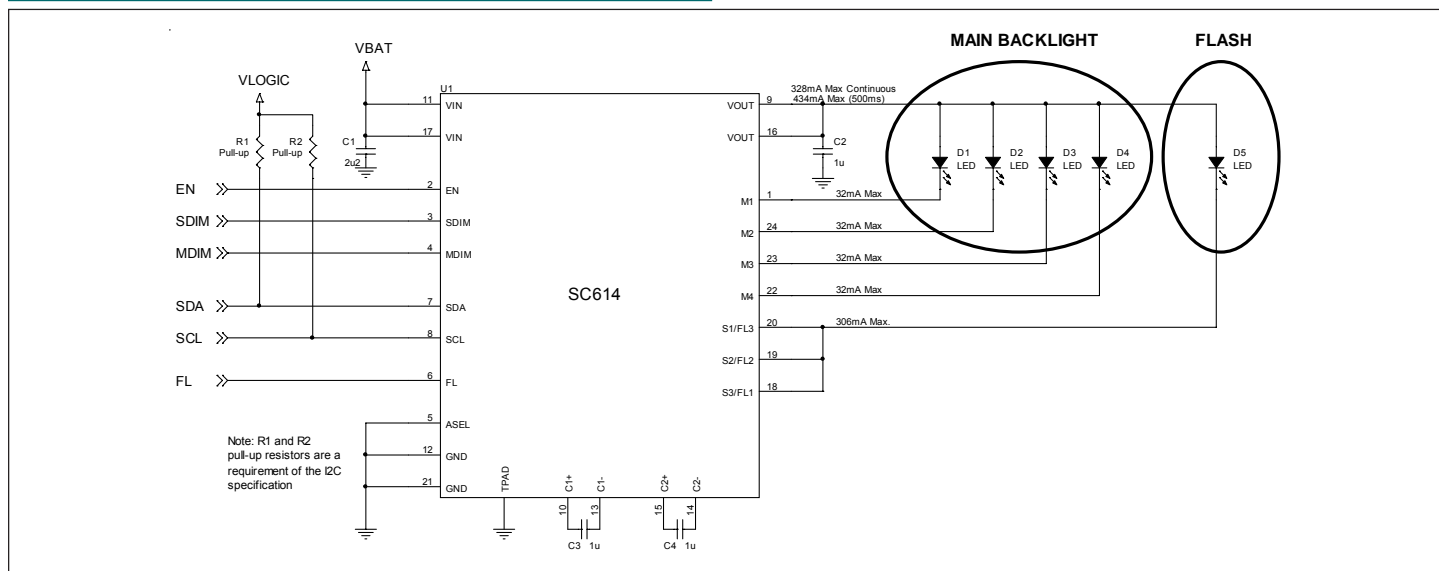 MAIN BACKLIGHT
FLASH
VBAT
VLOGIC
U1
328mA Max Continuous
434mA Max (500ms)
11 VIN
VOUT 9
R1
Pull-up
R2
Pull-up
17 VIN
C1
2u2
VOUT 16
C2
1u
D1
LED
D2
LED
D3
LED
D4
LED
D5
LED
EN 2 EN
M1 1 32mA Max
SDIM 3 SDIM
M2 24 32mA Max
MDIM 4 MDIM
M3 23 32mA Max
SC614
M4 22 32mA Max
SDA 7 SDA
S1/FL3 20 306mA Max.
SCL 8 SCL
S2/FL2 19
FL 6 FL
S3/FL1 18
5 ASEL
Note: R1 and R2
pull-up resistors are a
requirement of the I2C
specification
12 GND
21 GND
TPAD
C1+
C1-
C2+
C2-
10
13
15
14
C3 1u
C4 1u